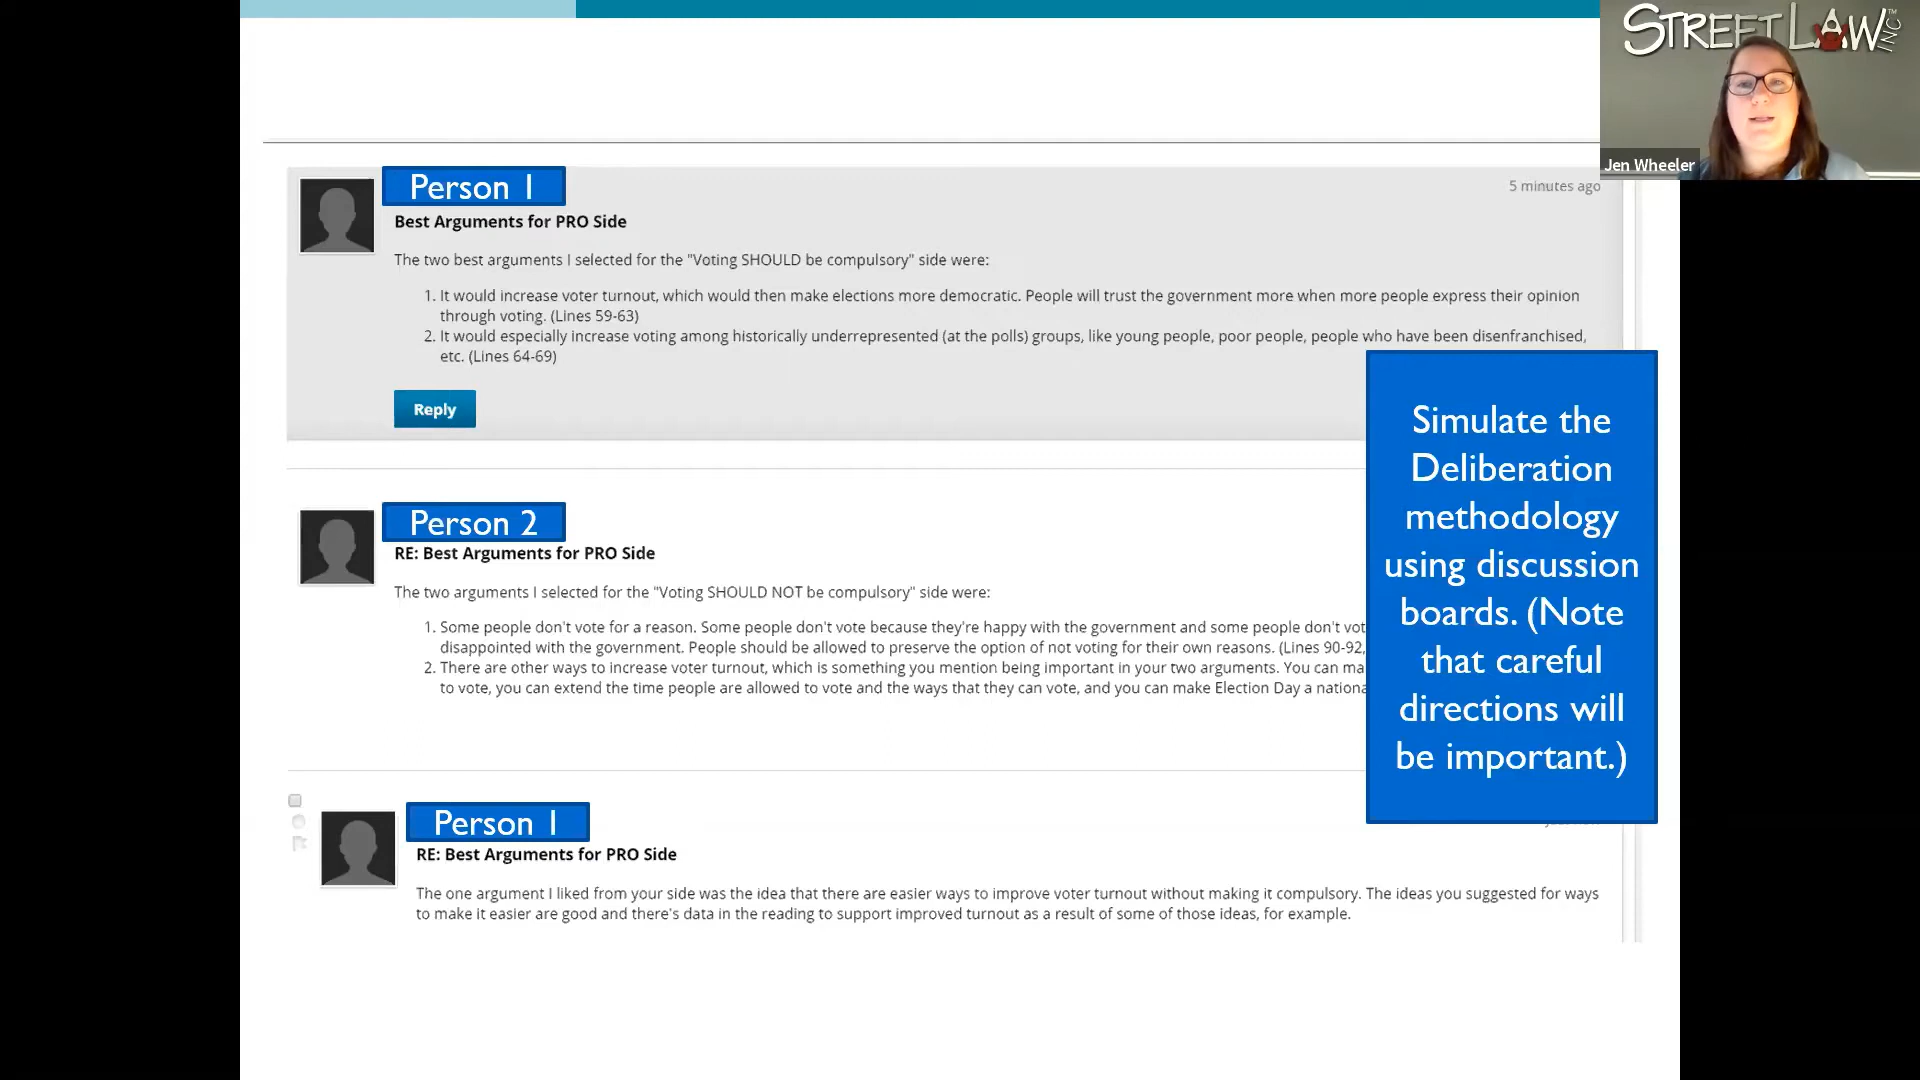 STREET LAW INC
Jen Wheeler
Person 1
5 minutes ago
Best Arguments for PRO Side
The two best arguments I selected for the "Voting SHOULD be compulsory" side were:
1. It would increase voter turnout, which would then make elections more democratic. People will trust the government more when more people express their opinion
through voting. (Lines 59-63)
2. It would especially increase voting among historically underrepresented (at the polls) groups, like young people, poor people, people who have been disenfranchised,
etc. (Lines 64-69)
Reply
Person 2
RE: Best Arguments for PRO Side
The two arguments I selected for the "Voting SHOULD NOT be compulsory" side were:
1. Some people don't vote for a reason. Some people don't vote because they're happy with the government and some people don't vot
disappointed with the government. People should be allowed to preserve the option of not voting for their own reasons. (Lines 90-92,
2. There are other ways to increase voter turnout, which is something you mention being important in your two arguments. You can ma
to vote, you can extend the time people are allowed to vote and the ways that they can vote, and you can make Election Day a nationa
Simulate the
Deliberation
methodology
using discussion
boards. (Note
that careful
directions will
be important.)
Person 1
RE: Best Arguments for PRO Side
The one argument I liked from your side was the idea that there are easier ways to improve voter turnout without making it compulsory. The ideas you suggested for ways
to make it easier are good and there's data in the reading to support improved turnout as a result of some of those ideas, for example.